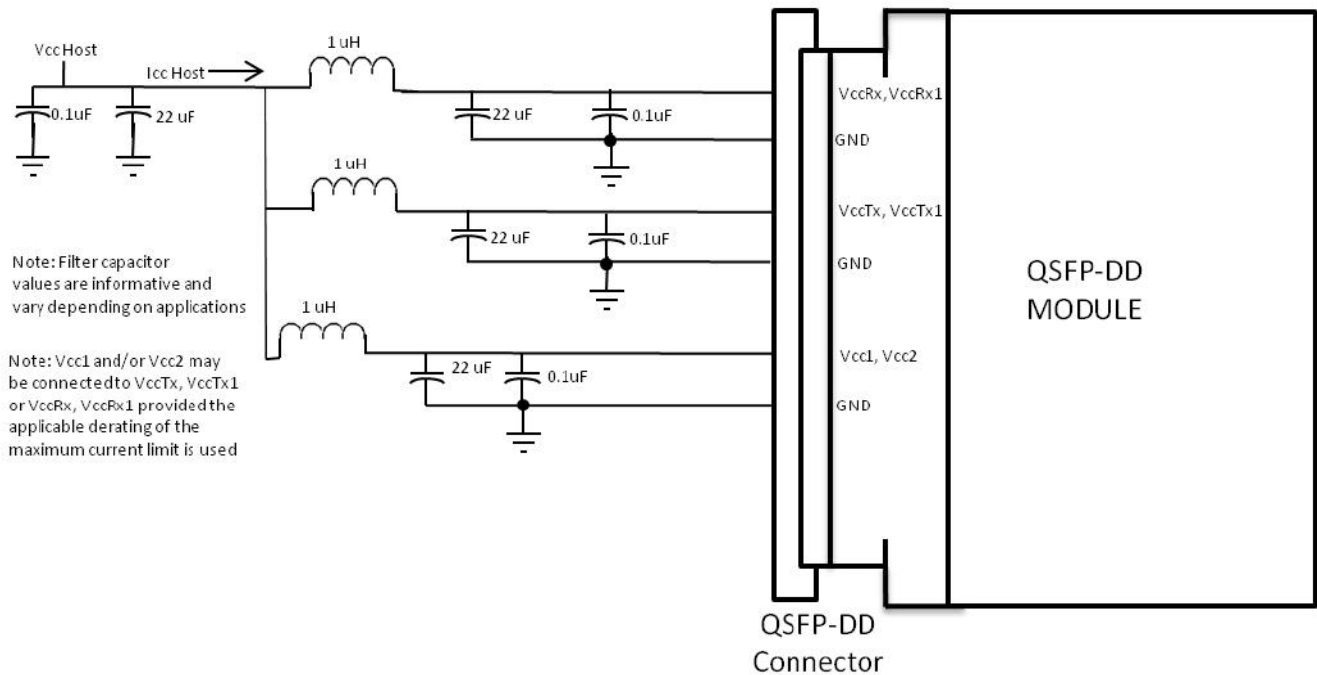 Vcc Host
Icc Host
1 uH
0.1uF
22 uF
22 uF
0.1uF
VccRx, VccRx1
GND
1 uH
22 uF
0.1uF
VccTx, VccTx1
GND
Note: Filter capacitor
values are informative and
vary depending on applications
1 uH
22 uF
0.1uF
Vcc1, Vcc2
GND
Note: Vcc1 and/or Vcc2 may
be connected to VccTx, VccTx1
or VccRx, VccRx1 provided the
applicable derating of the
maximum current limit is used
QSFP-DD
MODULE
QSFP-DD
Connector